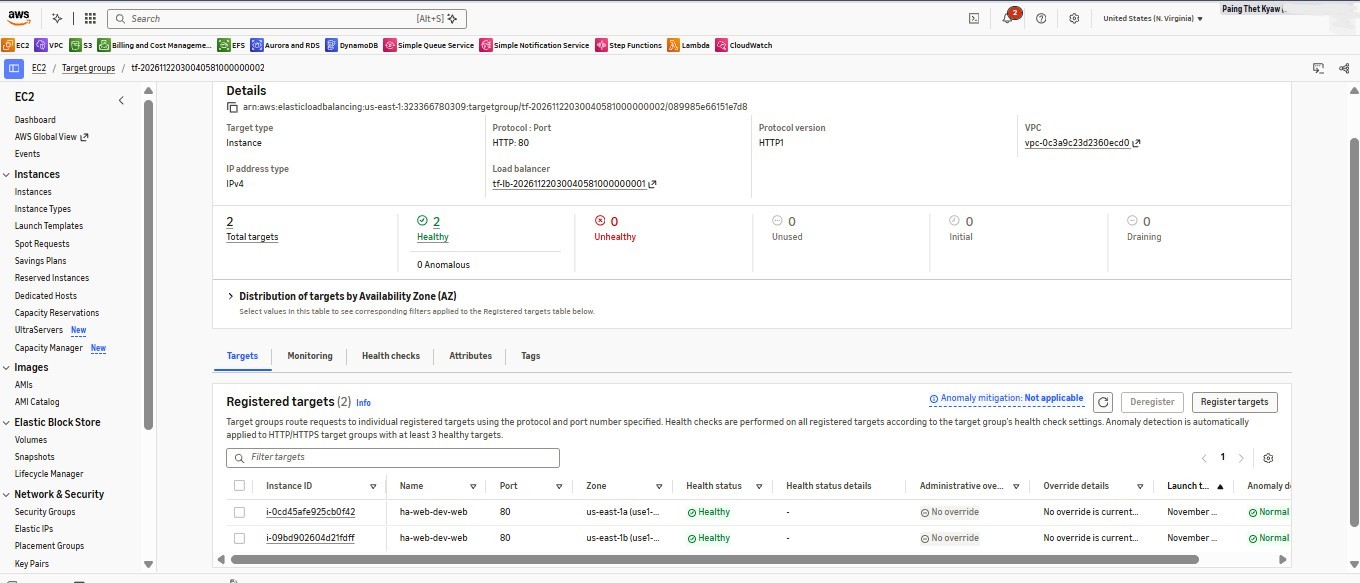 aws
Search [Alt+S] 2 United States (N. Virginia) Paing Thet Kyaw
EC2 VPC S3 Billing and Cost Manageme... EFS Aurora and RDS DynamoDB Simple Queue Service Simple Notification Service Step Functions Lambda CloudWatch
EC2 / Target groups / tf-20261122030040581000000002
EC2
Dashboard
AWS Global View
Events
Instances
Instances
Instance Types
Launch Templates
Spot Requests
Savings Plans
Reserved Instances
Dedicated Hosts
Capacity Reservations
UltraServers New
Capacity Manager New
Images
AMIs
AMI Catalog
Elastic Block Store
Volumes
Snapshots
Lifecycle Manager
Network & Security
Security Groups
Elastic IPs
Placement Groups
Key Pairs
Details
arn:aws:elasticloadbalancing:us-east-1:323366780309:targetgroup/tf-20261122030040581000000002/089985e66151e7d8
Target type
Instance
Protocol : Port
HTTP: 80
Protocol version
HTTP1
VPC
vpc-0c3a9c23d2360ecd0
IP address type
IPv4
Load balancer
tf-lb-20261122030040581000000001
2
Total targets
2
Healthy
0 Anomalous
0
Unhealthy
0
Unused
0
Initial
0
Draining
Distribution of targets by Availability Zone (AZ)
Select values in this table to see corresponding filters applied to the Registered targets table below.
Targets Monitoring Health checks Attributes Tags
Registered targets (2) Info Anomaly mitigation: Not applicable Deregister Register targets
Target groups route requests to individual registered targets using the protocol and port number specified. Health checks are performed on all registered targets according to the target group's health check settings. Anomaly detection is automatically
applied to HTTP/HTTPS target groups with at least 3 healthy targets.
Filter targets 1
Instance ID Name Port Zone Health status Health status details Administrative ove... Override details Launch t... Anomaly d
i-0cd45afe925cb0f42 ha-web-dev-web 80 us-east-1a (use1-... Healthy - No override No override is current... November ... Normal
i-09bd902604d21fdff ha-web-dev-web 80 us-east-1b (use1-... Healthy - No override No override is current... November ... Normal